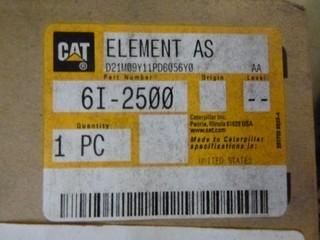 CAT
®
ELEMENT AS
D21M09Y11PD6056Y0 AA
Part Number Origin Level
6I-2500 --
Quantity
1 PC
Caterpillar Inc.
Peoria, Illinois 61629 USA
www.cat.com
Made to Caterpillar
specifications in:
UNITED STATES